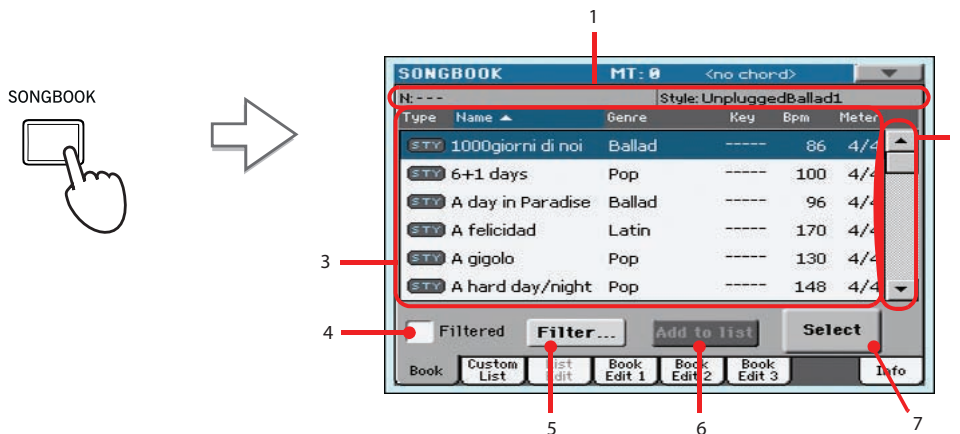 1
SONGBOOK
SONGBOOK MT: 0 <no chord>
N: --- Style: UnpluggedBallad1
Type Name Genre Key Bpm Meter
STY 1000giorni di noi Ballad ----- 86 4/4
STY 6+1 days Pop ----- 100 4/4
STY A day in Paradise Ballad ----- 96 4/4
STY A felicidad Latin ----- 170 4/4
STY A gigolo Pop ----- 130 4/4
STY A hard day/night Pop ----- 148 4/4
3
4
Filtered Filter... Add to list Select
Book Custom List List Edit Book Edit 1 Book Edit 2 Book Edit 3 Info
5 6 7